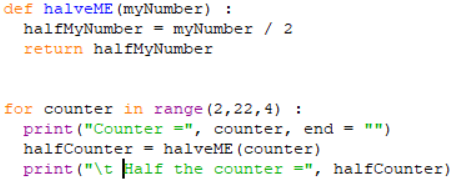 def halveME(myNumber) :
  halfMyNumber = myNumber / 2
  return halfMyNumber
for counter in range(2,22,4) :
  print("Counter =", counter, end = "")
  halfCounter = halveME(counter)
  print("\t Half the counter =", halfCounter)